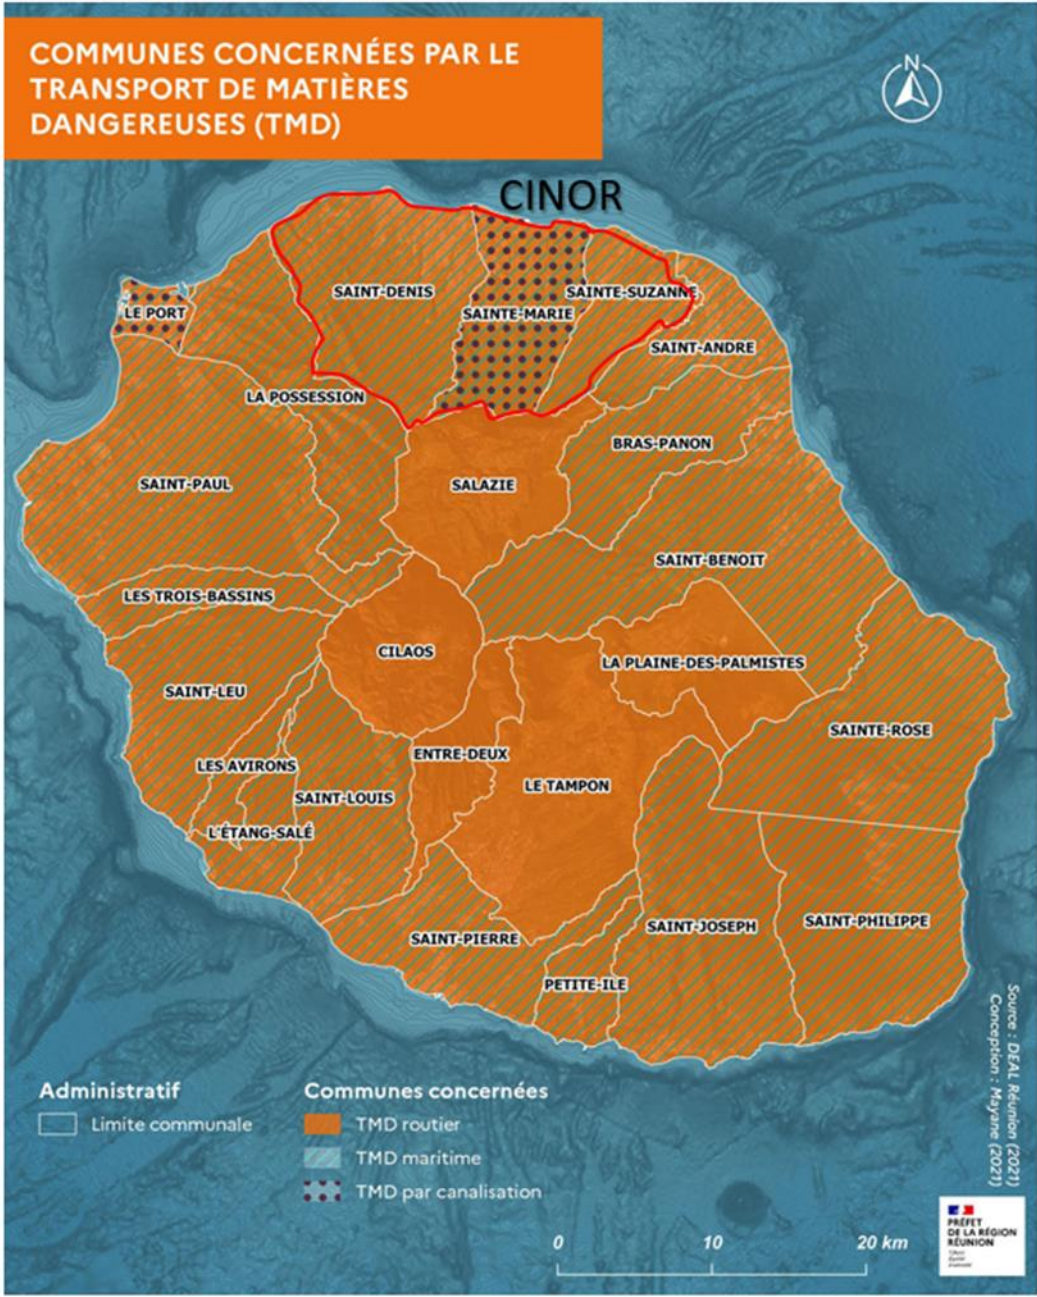 COMMUNES CONCERNÉES PAR LE
TRANSPORT DE MATIÈRES
DANGEREUSES (TMD)
N
CINOR
SAINT-DENIS
SAINTE-SUZANNE
LE PORT
SAINTE-MARIE
SAINT-ANDRE
LA POSSESSION
BRAS-PANON
SAINT-PAUL
SALAZIE
SAINT-BENOIT
LES TROIS-BASSINS
CILAOS
LA PLAINE-DES-PALMISTES
SAINT-LEU
SAINTE-ROSE
ENTRE-DEUX
LES AVIRONS
LE TAMPON
SAINT-LOUIS
L'ÉTANG-SALÉ
SAINT-PHILIPPE
SAINT-JOSEPH
SAINT-PIERRE
PETITE-ILE
Source : DEAL Réunion (2021)
Conception : Mayane (2021)
Administratif
Limite communale
Communes concernées
TMD routier
TMD maritime
TMD par canalisation
0 10 20 km
PRÉFET
DE LA RÉGION
RÉUNION